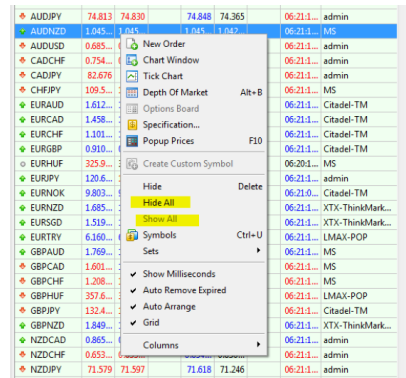 AUDJPY 74.813 74.830 74.848 74.365 06:21:1... admin
AUDNZD 1.045... 1.045... 1.045... 1.042... 06:21:1... MS
AUDUSD 0.685... 06:21:1... admin
CADCHF 0.754... 06:21:1... admin
CADJPY 82.676 06:21:1... admin
CHFJPY 109.5... 06:21:1... MS
EURAUD 1.612... 06:21:1... Citadel-TM
EURCAD 1.458... 06:21:1... Citadel-TM
EURCHF 1.101... 06:21:1... Citadel-TM
EURGBP 0.910... 06:21:1... Citadel-TM
EURHUF 325.9... 06:20:1... MS
EURJPY 120.6... 06:21:1... admin
EURNOK 9.803... 06:21:0... Citadel-TM
EURNZD 1.685... 06:21:1... XTX-ThinkMark...
EURSGD 1.519... 06:21:1... XTX-ThinkMark...
EURTRY 6.160... 06:21:1... LMAX-POP
GBPAUD 1.769... 06:21:1... MS
GBPCAD 1.601... 06:21:1... MS
GBPCHF 1.208... 06:21:1... MS
GBPHUF 357.6... 06:21:1... LMAX-POP
GBPJPY 132.4... 06:21:1... Citadel-TM
GBPNZD 1.849... 06:21:1... XTX-ThinkMark...
NZDCAD 0.865... 06:21:1... admin
NZDCHF 0.653... 06:21:1... admin
NZDJPY 71.579 71.597 71.618 71.246 06:21:1... admin
New Order
Chart Window
Tick Chart
Depth Of Market Alt+B
Options Board
Specification...
Popup Prices F10
Create Custom Symbol
Hide Delete
Hide All
Show All
Symbols Ctrl+U
Sets
Show Milliseconds
Auto Remove Expired
Auto Arrange
Grid
Columns